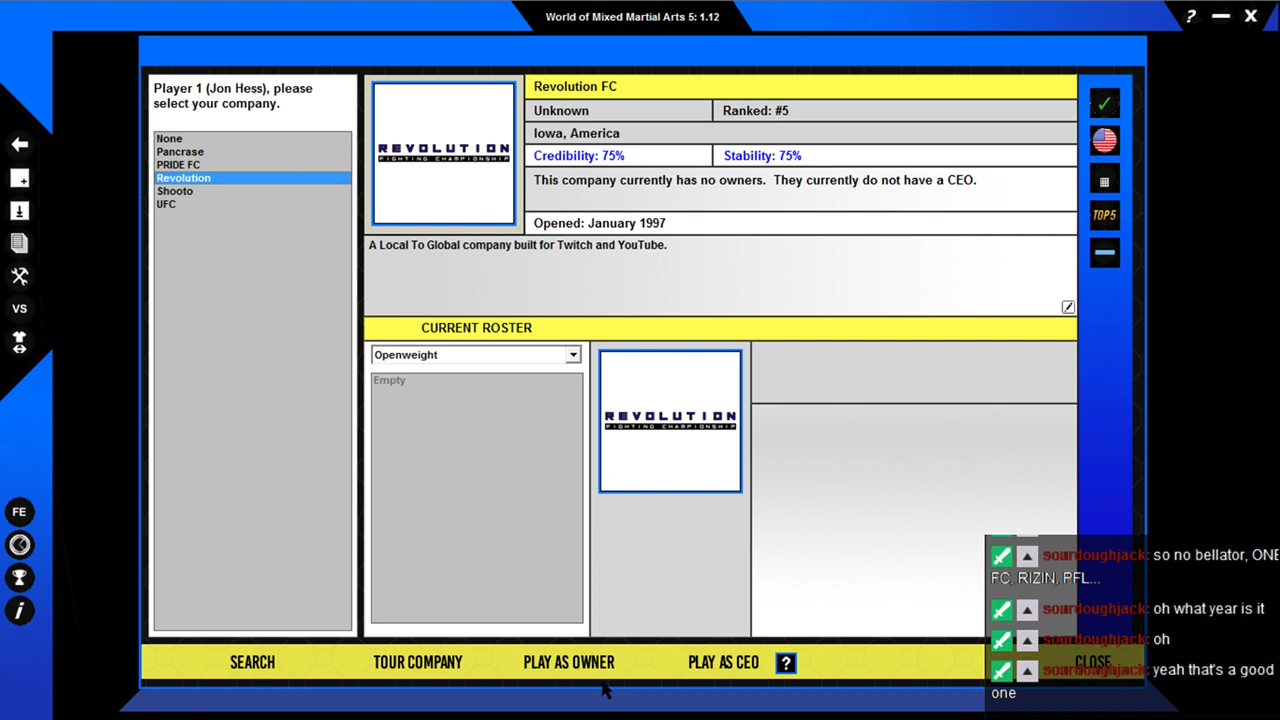 World of Mixed Martial Arts 5: 1.12
?
X
Player 1 (Jon Hess), please
select your company.
None
Pancrase
PRIDE FC
Revolution
Shooto
UFC
REVOLUTION
FIGHTING CHAMPIONSHIP
Revolution FC
Unknown
Ranked: #5
Iowa, America
Credibility: 75%
Stability: 75%
This company currently has no owners. They currently do not have a CEO.
Opened: January 1997
A Local To Global company built for Twitch and YouTube.
CURRENT ROSTER
Openweight
Empty
REVOLUTION
FIGHTING CHAMPIONSHIP
TOP 5
VS
FE
i
SEARCH
TOUR COMPANY
PLAY AS OWNER
PLAY AS CEO
?
CLOSE
sourdoughjack: so no bellator, ONE
FC, RIZIN, PFL...
sourdoughjack: oh what year is it
sourdoughjack: oh
sourdoughjack: yeah that's a good
one